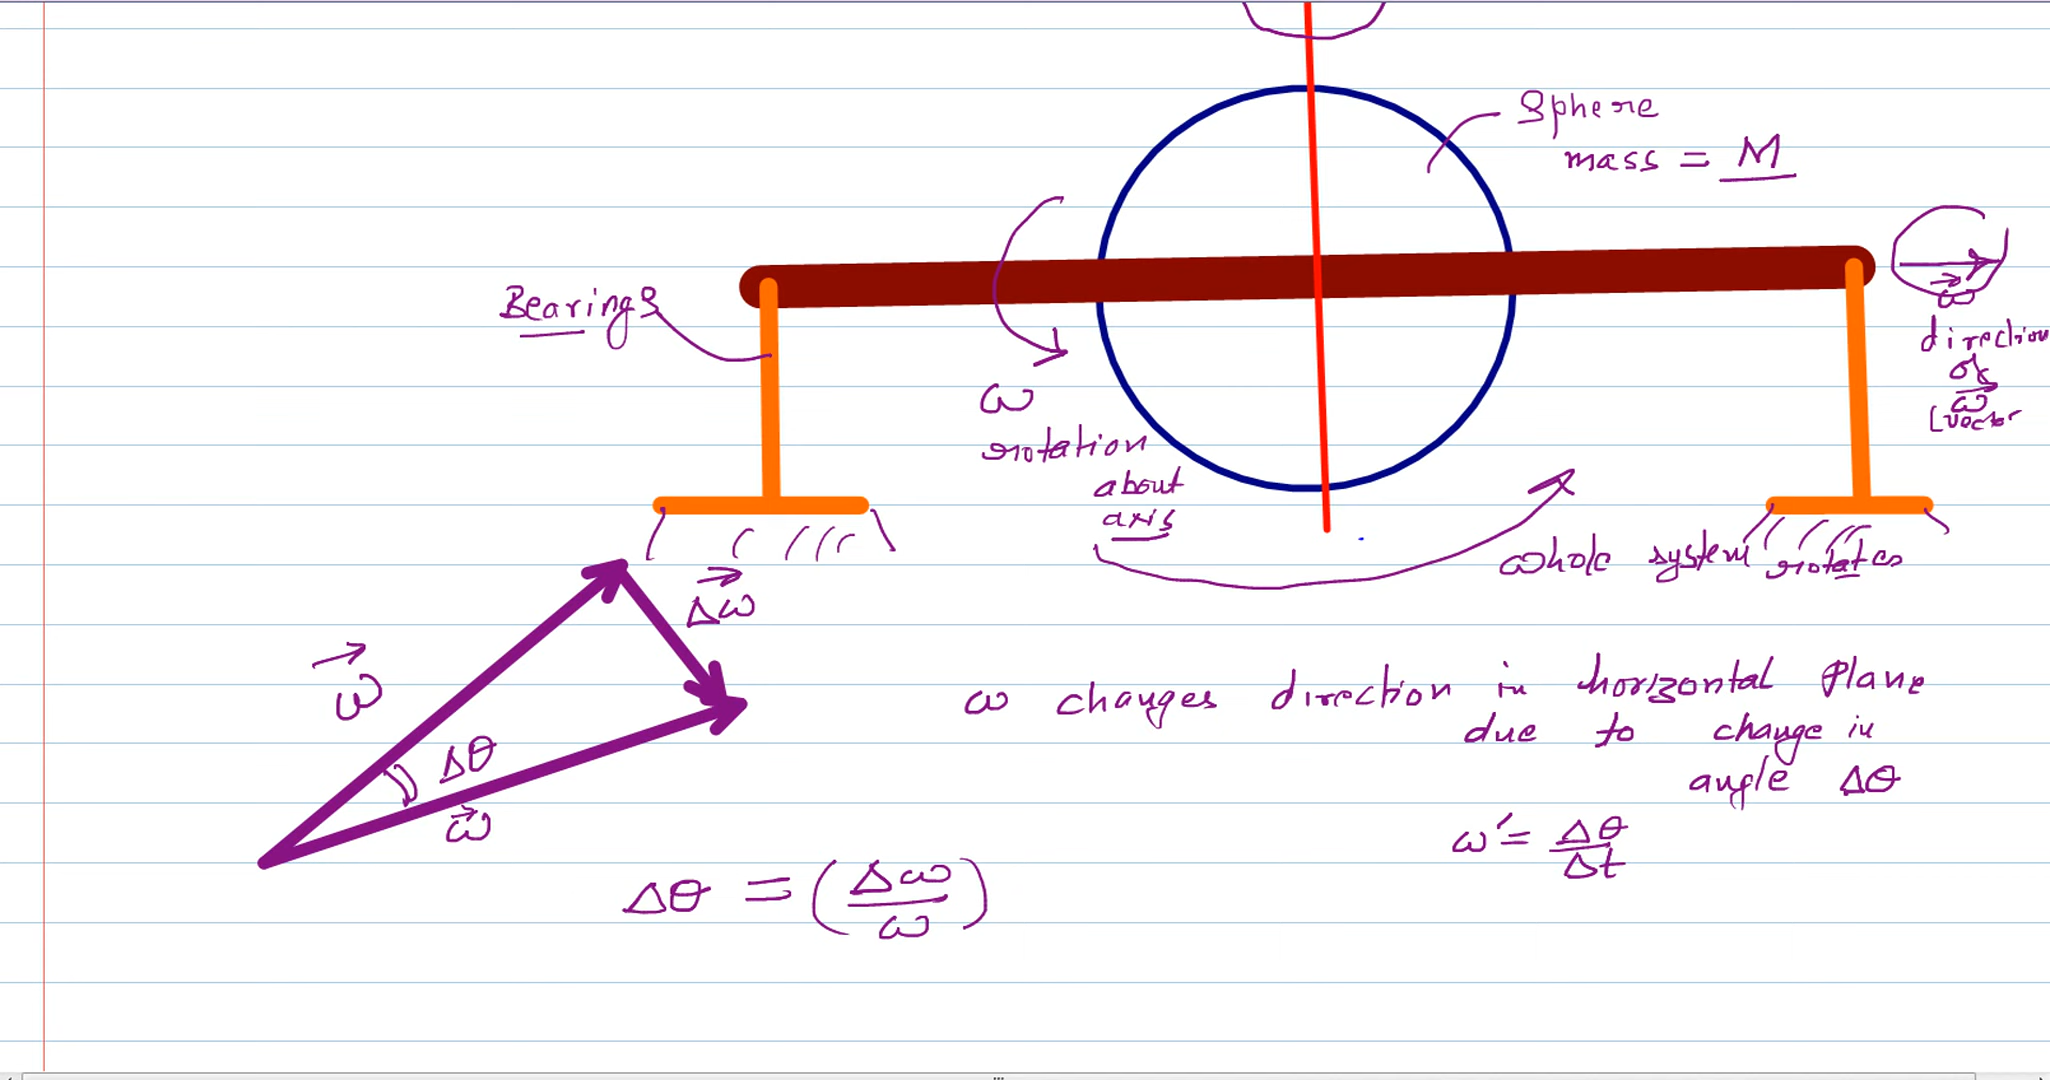 Sphere
mass = M
Bearings
ω
rotation
about
axis
ω⃗
direction
of
ω
[vector
whole system rotates
Δω⃗
ω⃗
Δθ
ω⃗
ω changes direction in horizontal plane
due to change in
angle Δθ
ω' = Δθ/Δt
Δθ = (Δω/ω)